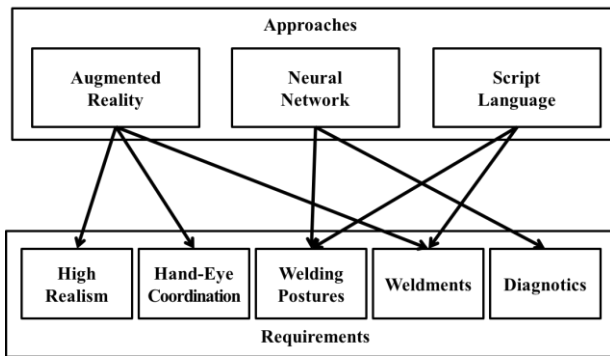 Approaches
Augmented
Reality
Neural
Network
Script
Language
High
Realism
Hand-Eye
Coordination
Welding
Postures
Weldments
Diagnotics
Requirements